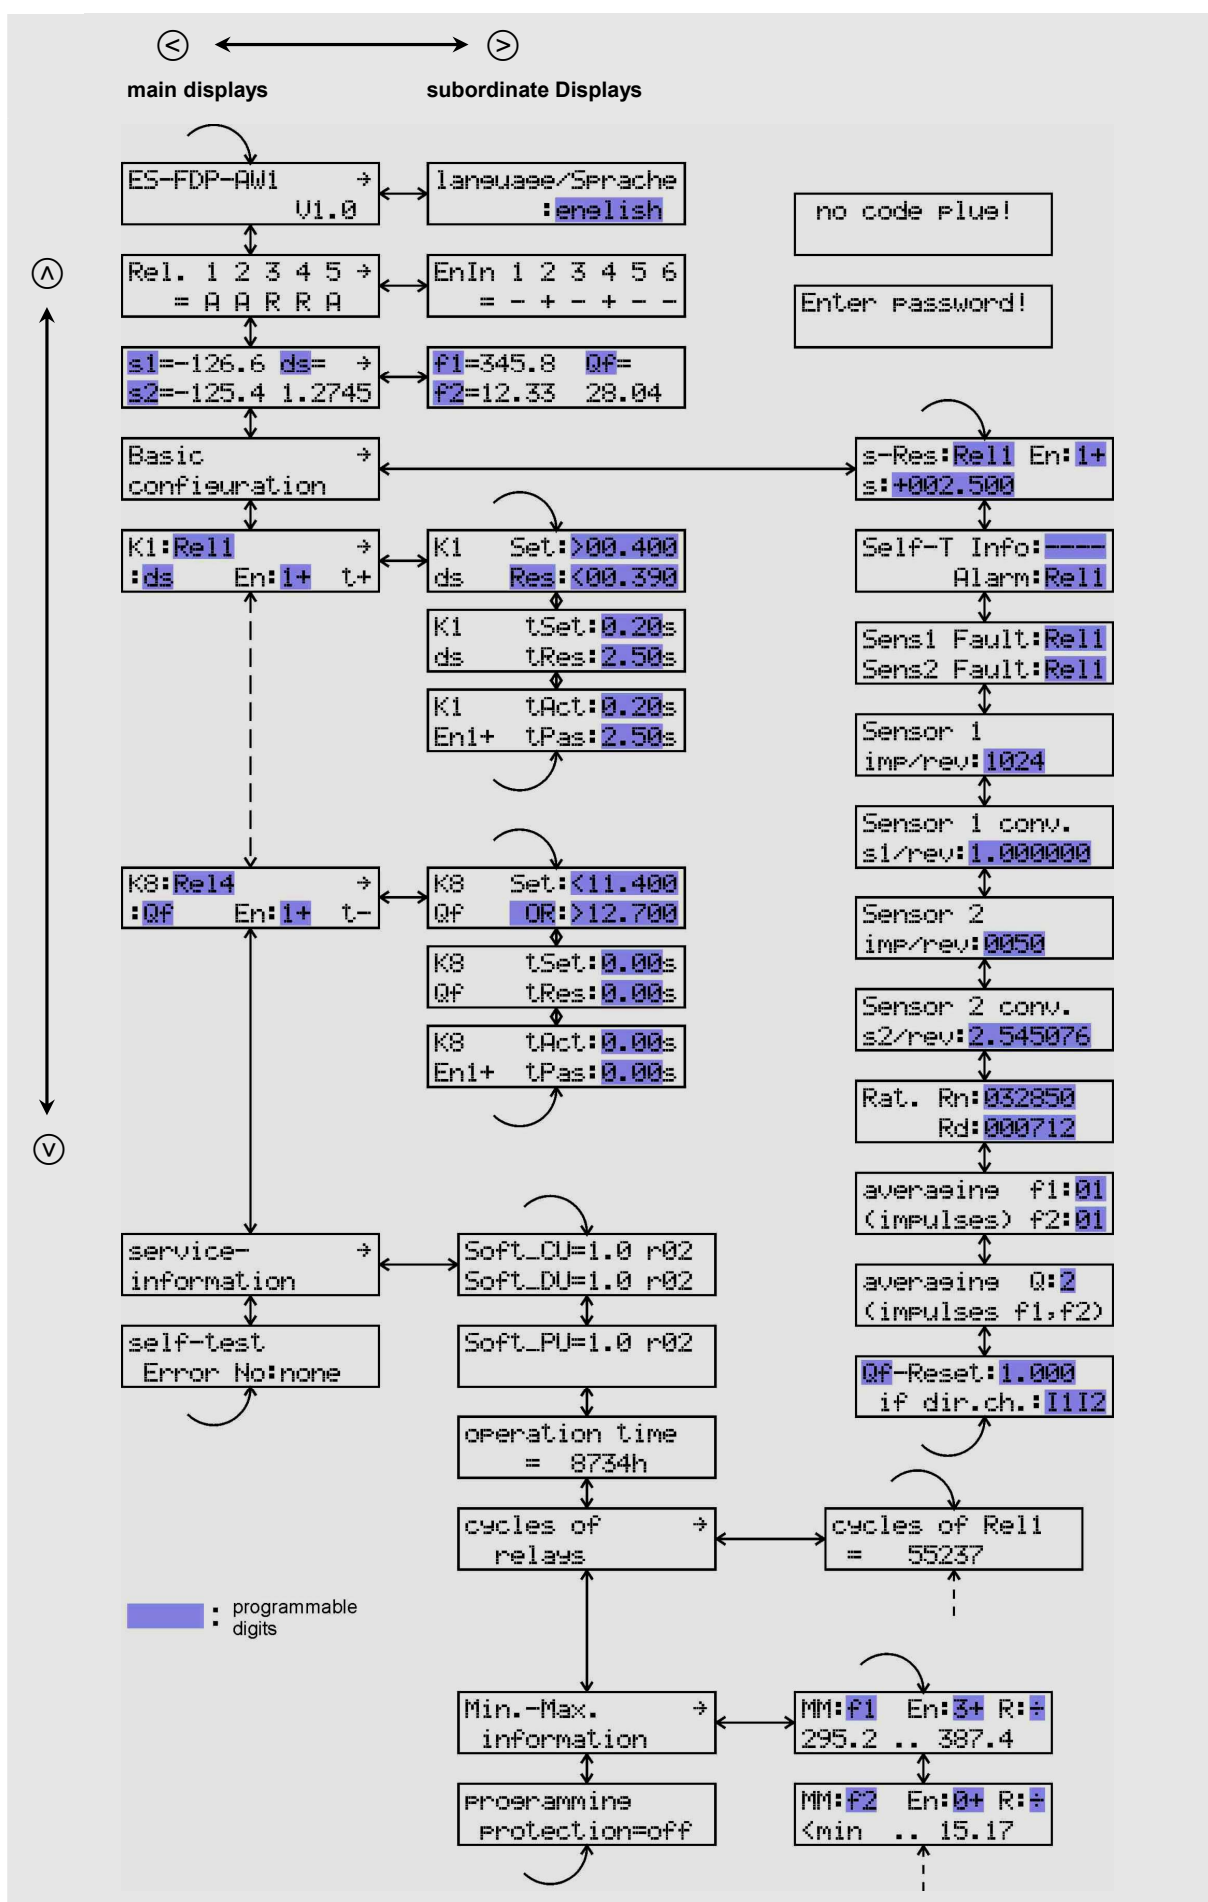 < >
main displays
subordinate Displays
ES-FDP-AW1 →
V1.0
language/Sprache
:english
no code plug!
Rel. 1 2 3 4 5 →
= A A R R A
EnIn 1 2 3 4 5 6
= - + - + - -
Enter password!
s1=-126.6 ds= →
s2=-125.4 1.2745
f1=345.8 Qf=
f2=12.33 28.04
Basic →
configuration
s-Res:Rel1 En:1+
s:+002.500
K1:Rel1 →
:ds En:1+ t+
K1 Set:>00.400
ds Res:<00.390
K1 tSet:0.20s
ds tRes:2.50s
K1 tAct:0.20s
En1+ tPas:2.50s
Self-T Info:----
Alarm:Rel1
Sens1 Fault:Rel1
Sens2 Fault:Rel1
Sensor 1
imp/rev:1024
Sensor 1 conv.
s1/rev:1.000000
K8:Rel4 →
:Qf En:1+ t-
K8 Set:<11.400
Qf OR:>12.700
K8 tSet:0.00s
Qf tRes:0.00s
K8 tAct:0.00s
En1+ tPas:0.00s
Sensor 2
imp/rev:0050
Sensor 2 conv.
s2/rev:2.545076
Rat. Rn:032850
Rd:000712
averaging f1:01
(impulses) f2:01
averaging Q:2
(impulses f1,f2)
Qf-Reset:1.000
if dir.ch.:I1I2
service- →
information
Soft_CU=1.0 r02
Soft_DU=1.0 r02
self-test
Error No:none
Soft_PU=1.0 r02
operation time
= 8734h
cycles of →
relays
cycles of Rel1
= 55237
: programmable
digits
Min.-Max. →
information
MM:f1 En:3+ R:÷
295.2 .. 387.4
programming
protection=off
MM:f2 En:0+ R:÷
<min .. 15.17